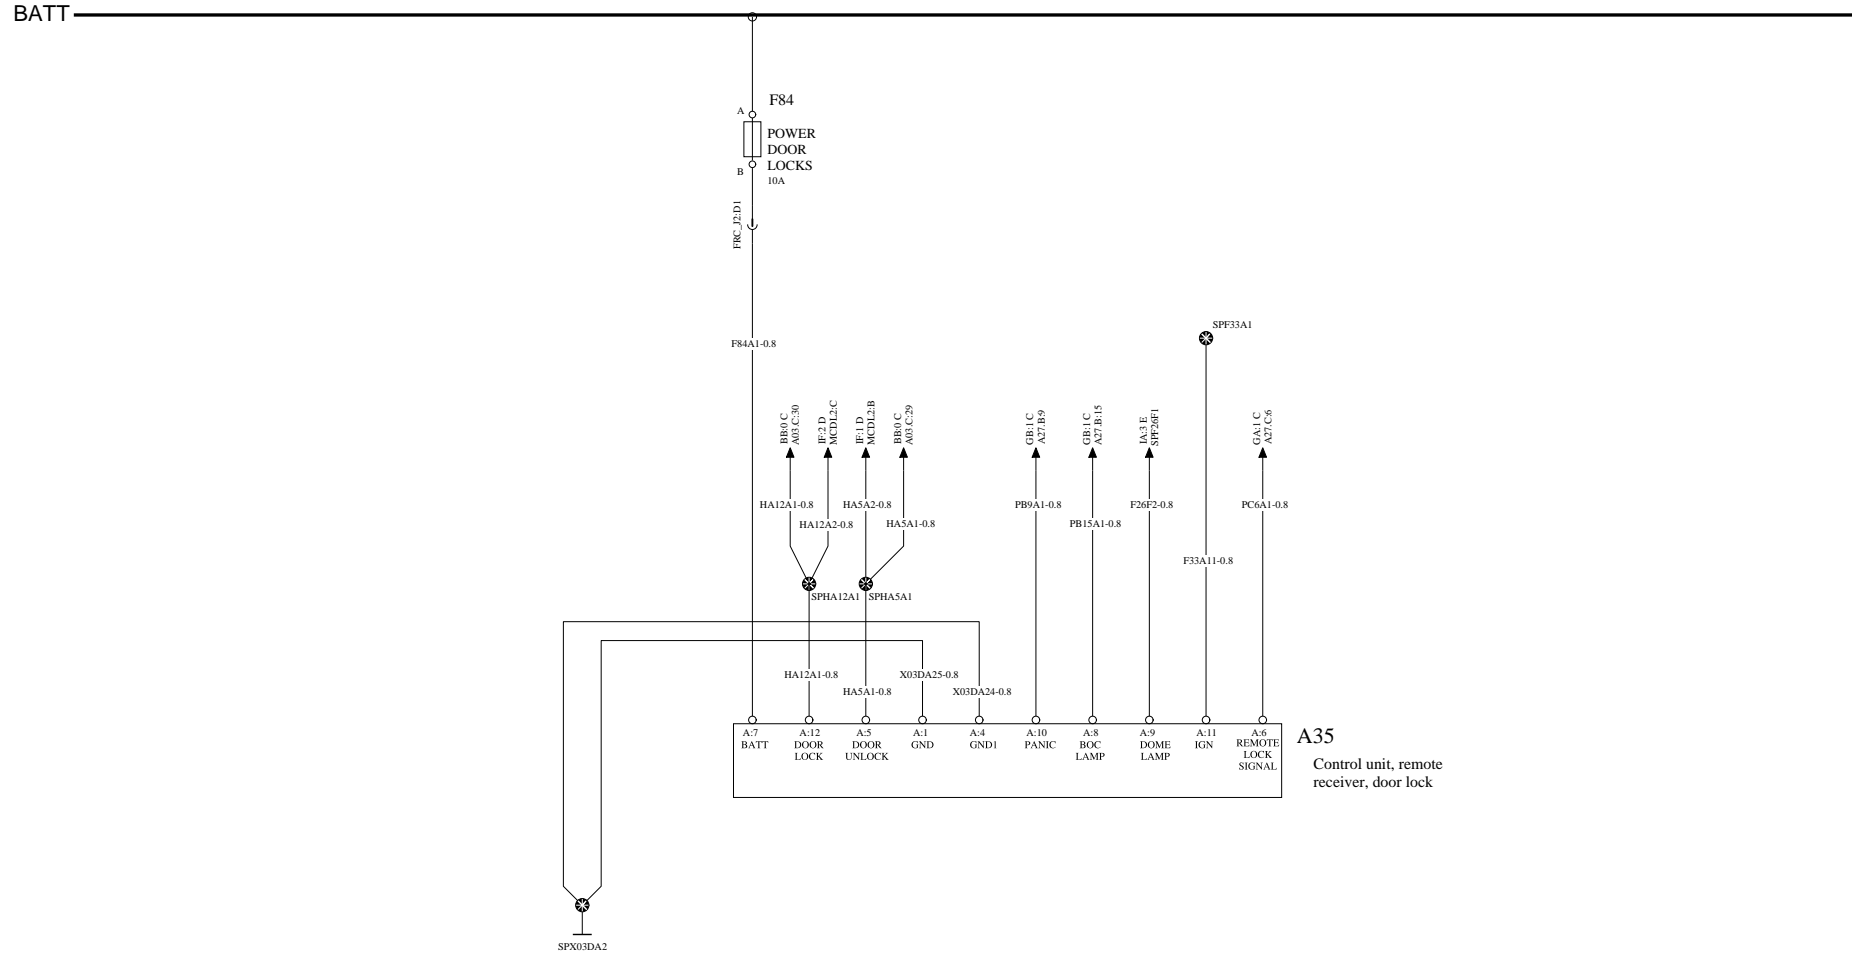 BATT
F84
A
POWER
DOOR
LOCKS
B
10A
FRC_J2:D1
SPF33A1
F84A1-0.8
BB:0 C
A03.C:30
IF:2 D
MCDL2:C
IF:1 D
MCDL2:B
BB:0 C
A03.C:29
GB:1 C
A27.B:9
GB:1 C
A27.B:15
IA:3 E
SPF26F1
GA:1 C
A27.C:6
HA12A1-0.8
HA12A2-0.8
HA5A2-0.8
HA5A1-0.8
PB9A1-0.8
PB15A1-0.8
F26F2-0.8
PC6A1-0.8
F33A11-0.8
SPHA12A1
SPHA5A1
HA12A1-0.8
HA5A1-0.8
X03DA25-0.8
X03DA24-0.8
A:7
BATT
A:12
DOOR
LOCK
A:5
DOOR
UNLOCK
A:1
GND
A:4
GND1
A:10
PANIC
A:8
BOC
LAMP
A:9
DOME
LAMP
A:11
IGN
A:6
REMOTE
LOCK
SIGNAL
A35
Control unit, remote
receiver, door lock
SPX03DA2